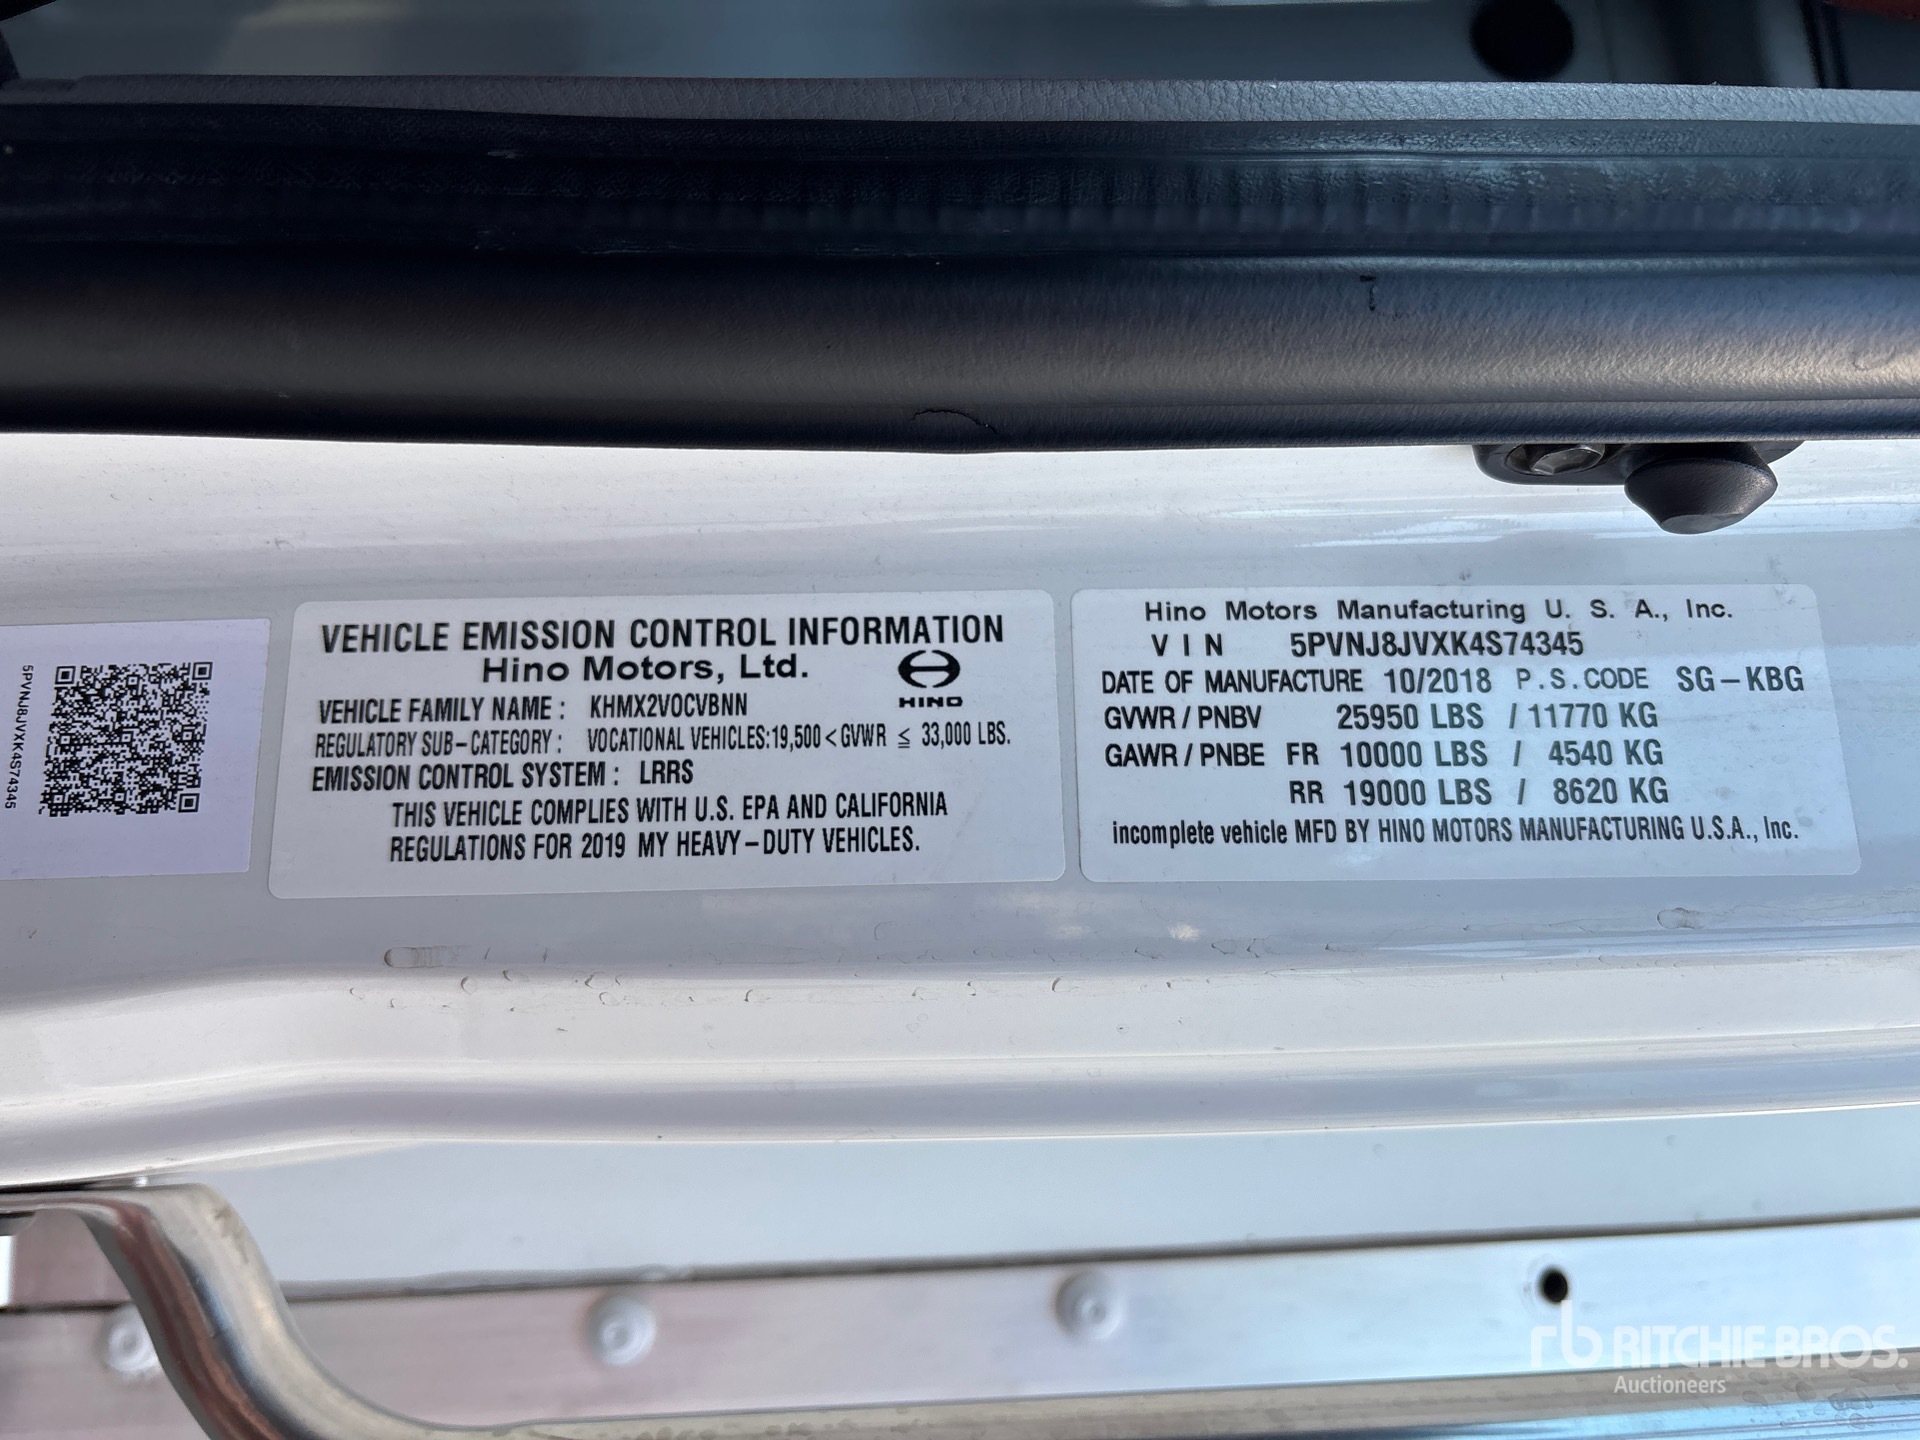 5PVNJ8JVXK4S74345
VEHICLE EMISSION CONTROL INFORMATION
Hino Motors, Ltd.
HINO
VEHICLE FAMILY NAME : KHMX2VOCVBNN
REGULATORY SUB-CATEGORY : VOCATIONAL VEHICLES:19,500<GVWR ≦ 33,000 LBS.
EMISSION CONTROL SYSTEM : LRRS
THIS VEHICLE COMPLIES WITH U.S. EPA AND CALIFORNIA
REGULATIONS FOR 2019 MY HEAVY-DUTY VEHICLES.
Hino Motors Manufacturing U. S. A., Inc.
V I N 5PVNJ8JVXK4S74345
DATE OF MANUFACTURE 10/2018 P.S.CODE SG-KBG
GVWR / PNBV 25950 LBS / 11770 KG
GAWR / PNBE FR 10000 LBS / 4540 KG
RR 19000 LBS / 8620 KG
incomplete vehicle MFD BY HINO MOTORS MANUFACTURING U.S.A., Inc.
rb RITCHIE BROS.
Auctioneers